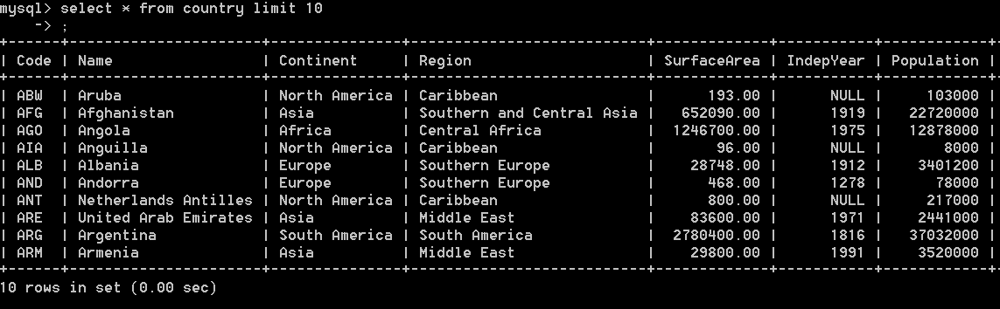 mysql> select * from country limit 10
    -> ;
+------+----------------------+---------------+---------------------------+-------------+-----------+------------+
| Code | Name                 | Continent     | Region                    | SurfaceArea | IndepYear | Population |
+------+----------------------+---------------+---------------------------+-------------+-----------+------------+
| ABW  | Aruba                | North America | Caribbean                 |      193.00 |      NULL |     103000 |
| AFG  | Afghanistan          | Asia          | Southern and Central Asia |   652090.00 |      1919 |   22720000 |
| AGO  | Angola               | Africa        | Central Africa            |  1246700.00 |      1975 |   12878000 |
| AIA  | Anguilla             | North America | Caribbean                 |       96.00 |      NULL |       8000 |
| ALB  | Albania              | Europe        | Southern Europe           |    28748.00 |      1912 |    3401200 |
| AND  | Andorra              | Europe        | Southern Europe           |      468.00 |      1278 |      78000 |
| ANT  | Netherlands Antilles | North America | Caribbean                 |      800.00 |      NULL |     217000 |
| ARE  | United Arab Emirates | Asia          | Middle East               |    83600.00 |      1971 |    2441000 |
| ARG  | Argentina            | South America | South America             |  2780400.00 |      1816 |   37032000 |
| ARM  | Armenia              | Asia          | Middle East               |    29800.00 |      1991 |    3520000 |
+------+----------------------+---------------+---------------------------+-------------+-----------+------------+
10 rows in set (0.00 sec)